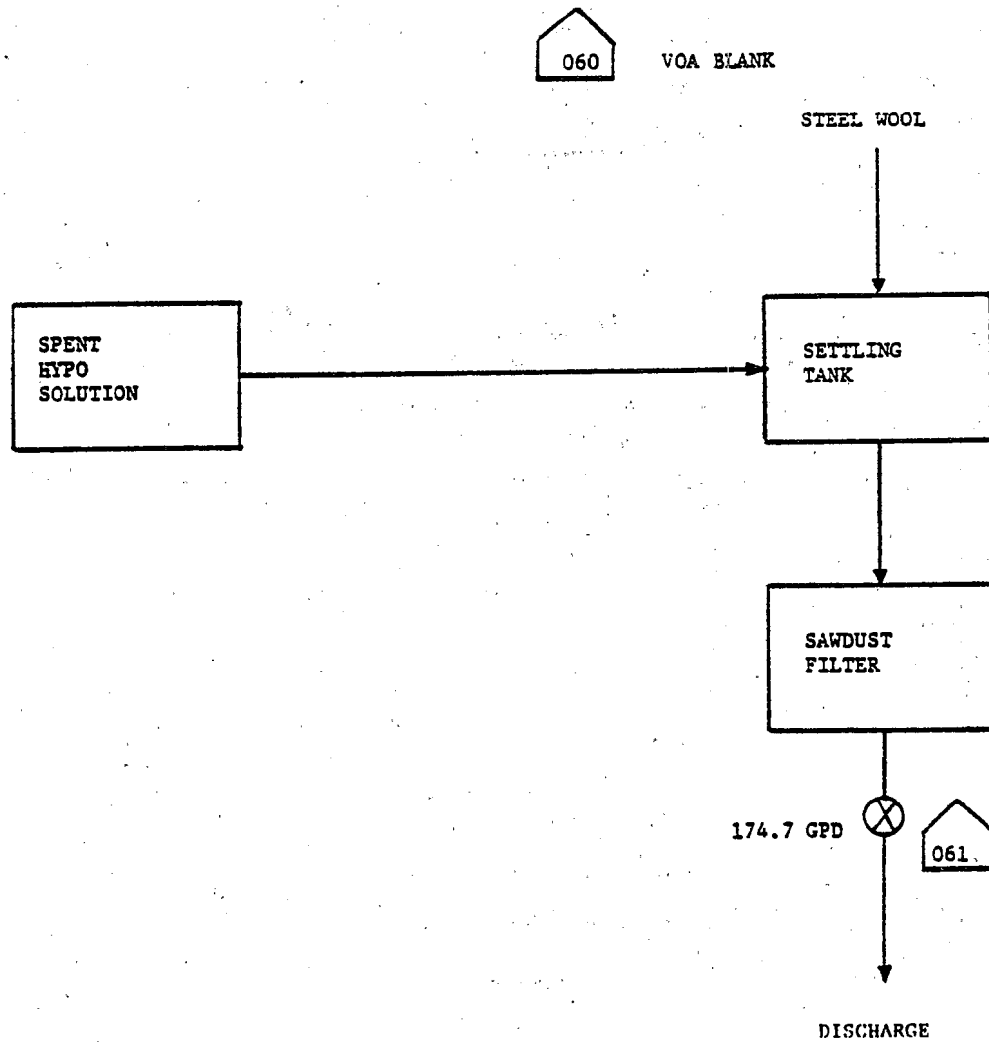 060 VOA BLANK
STEEL WOOL
SPENT
HYPO
SOLUTION
SETTLING
TANK
SAWDUST
FILTER
174.7 GPD
061
DISCHARGE